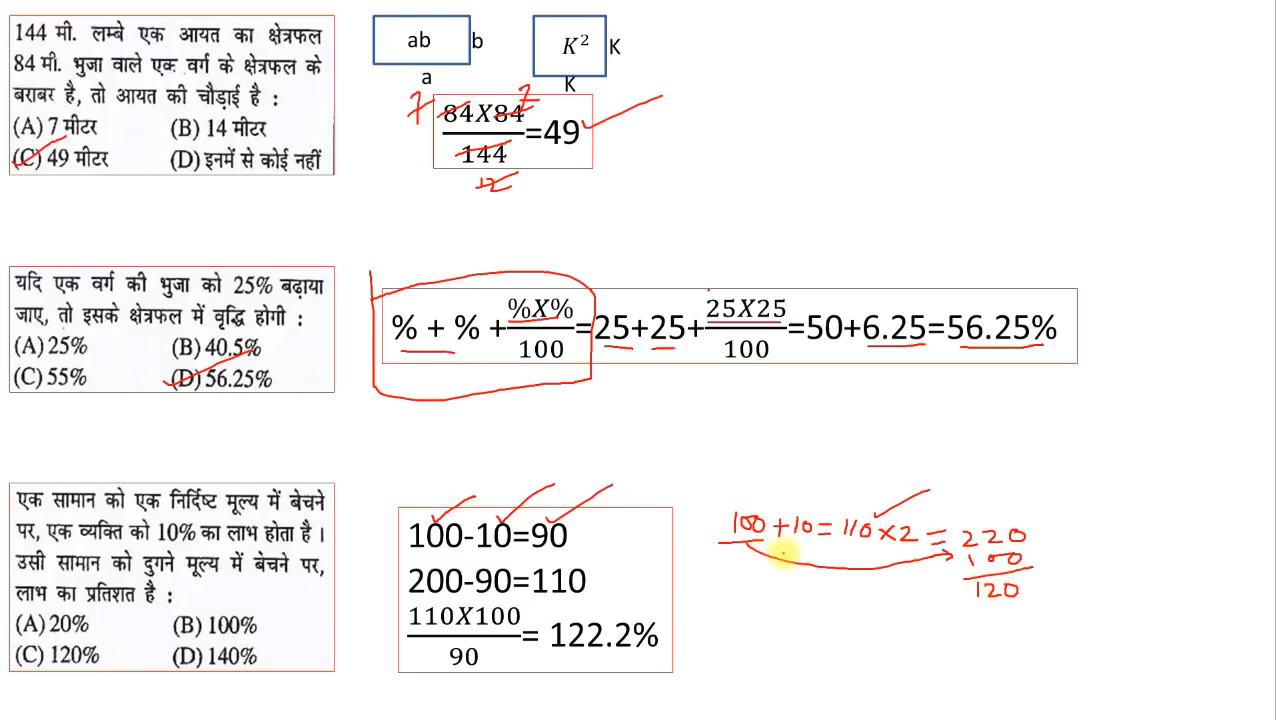 144 मी. लम्बे एक आयत का क्षेत्रफल
84 मी. भुजा वाले एक वर्ग के क्षेत्रफल के
बराबर है, तो आयत की चौड़ाई है :
(A) 7 मीटर (B) 14 मीटर
(C) 49 मीटर (D) इनमें से कोई नहीं
ab b
a
K² K
K
7 7
84X84
=49
144
12
यदि एक वर्ग की भुजा को 25% बढ़ाया
जाए, तो इसके क्षेत्रफल में वृद्धि होगी :
(A) 25% (B) 40.5%
(C) 55% (D) 56.25%
%X% 25X25
% + % + =25+25+ =50+6.25=56.25%
100 100
एक सामान को एक निर्दिष्ट मूल्य में बेचने
पर, एक व्यक्ति को 10% का लाभ होता है।
उसी सामान को दुगने मूल्य में बेचने पर,
लाभ का प्रतिशत है :
(A) 20% (B) 100%
(C) 120% (D) 140%
100-10=90
200-90=110
110X100
= 122.2%
90
100+10=110×2=220
100
120